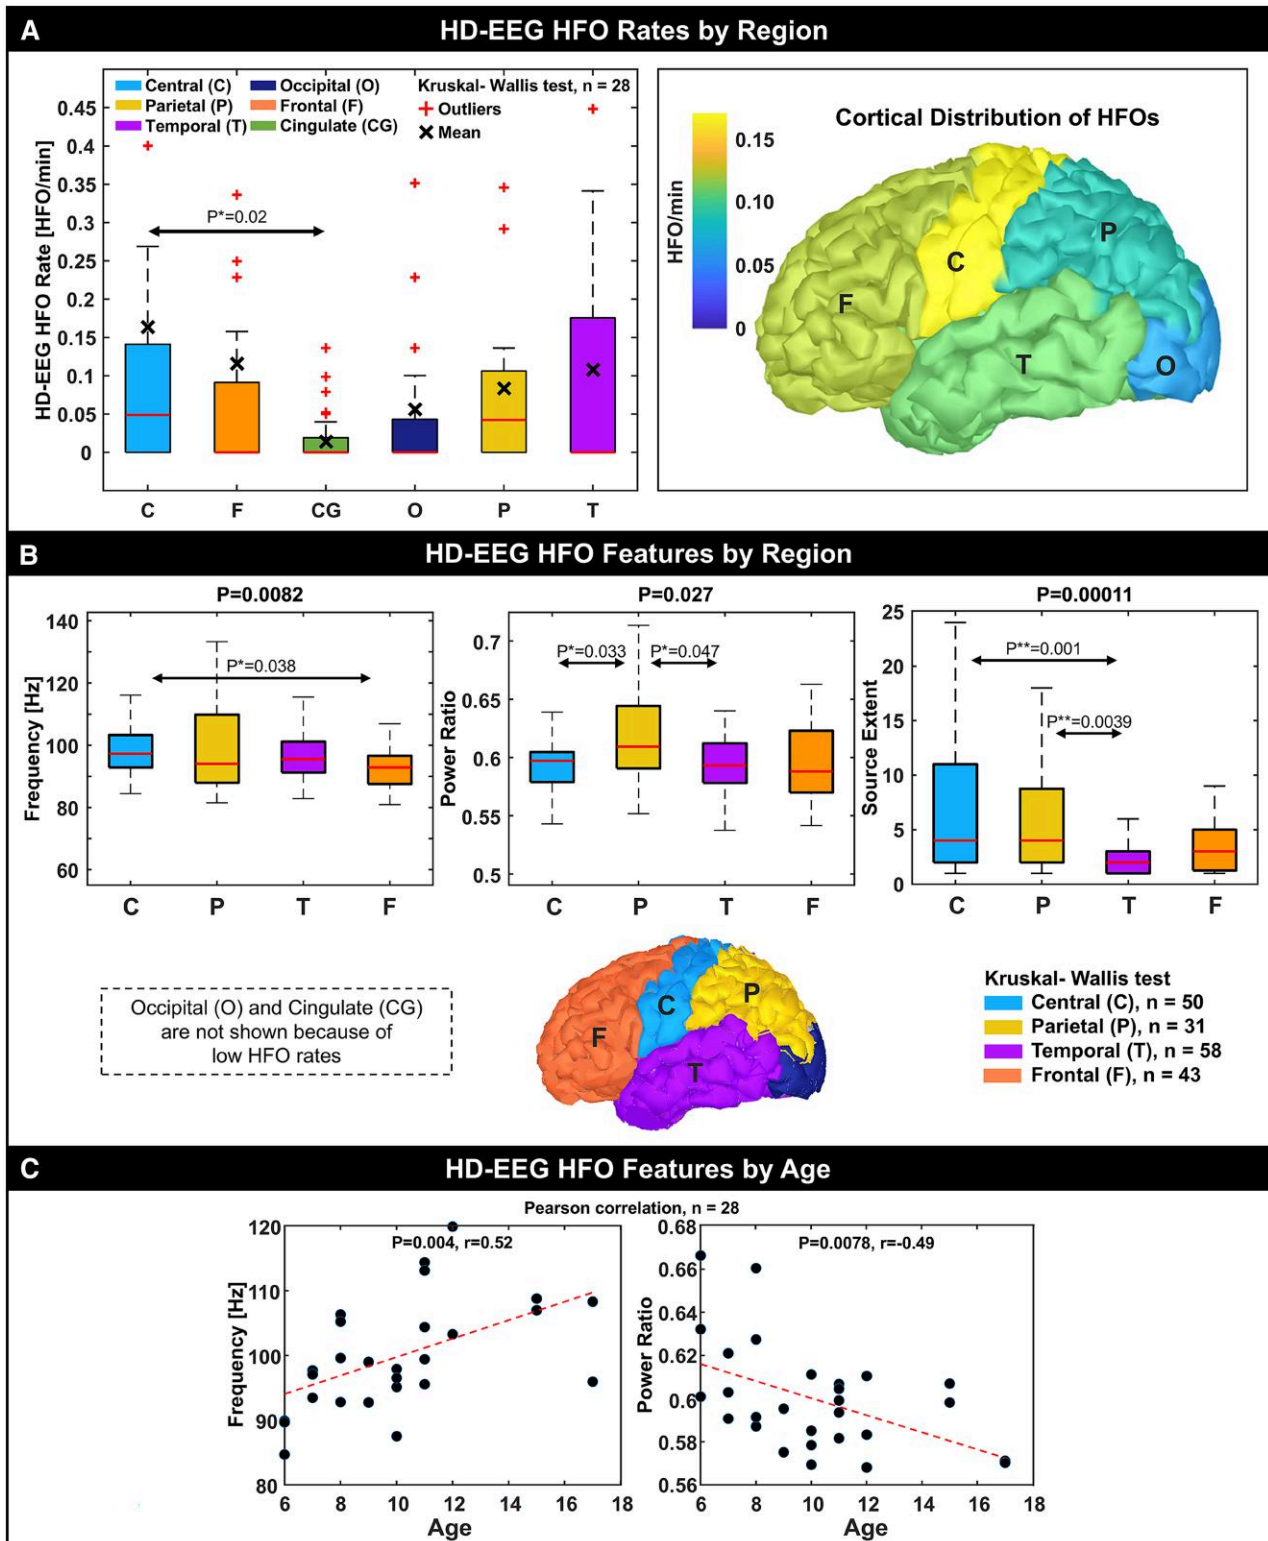 A
HD-EEG HFO Rates by Region
Central (C)
Occipital (O)
Kruskal- Wallis test, n = 28
Parietal (P)
Frontal (F)
Outliers
Temporal (T)
Cingulate (CG)
Mean
HD-EEG HFO Rate [HFO/min]
0.45
0.4
0.35
0.3
0.25
0.2
0.15
0.1
0.05
0
P*=0.02
C F CG O P T
Cortical Distribution of HFOs
HFO/min
0.15
0.10
0.05
0
F
C
P
T
O
B
HD-EEG HFO Features by Region
P=0.0082
Frequency [Hz]
140
120
100
80
60
P*=0.038
C P T F
P=0.027
Power Ratio
0.7
0.65
0.6
0.55
0.5
P*=0.033
P*=0.047
C P T F
P=0.00011
Source Extent
25
20
15
10
5
0
P**=0.001
P**=0.0039
C P T F
Occipital (O) and Cingulate (CG)
are not shown because of
low HFO rates
F
C
P
T
Kruskal- Wallis test
Central (C), n = 50
Parietal (P), n = 31
Temporal (T), n = 58
Frontal (F), n = 43
C
HD-EEG HFO Features by Age
Pearson correlation, n = 28
P=0.004, r=0.52
Frequency [Hz]
120
110
100
90
80
6 8 10 12 14 16 18
Age
P=0.0078, r=-0.49
Power Ratio
0.68
0.66
0.64
0.62
0.6
0.58
0.56
6 8 10 12 14 16 18
Age